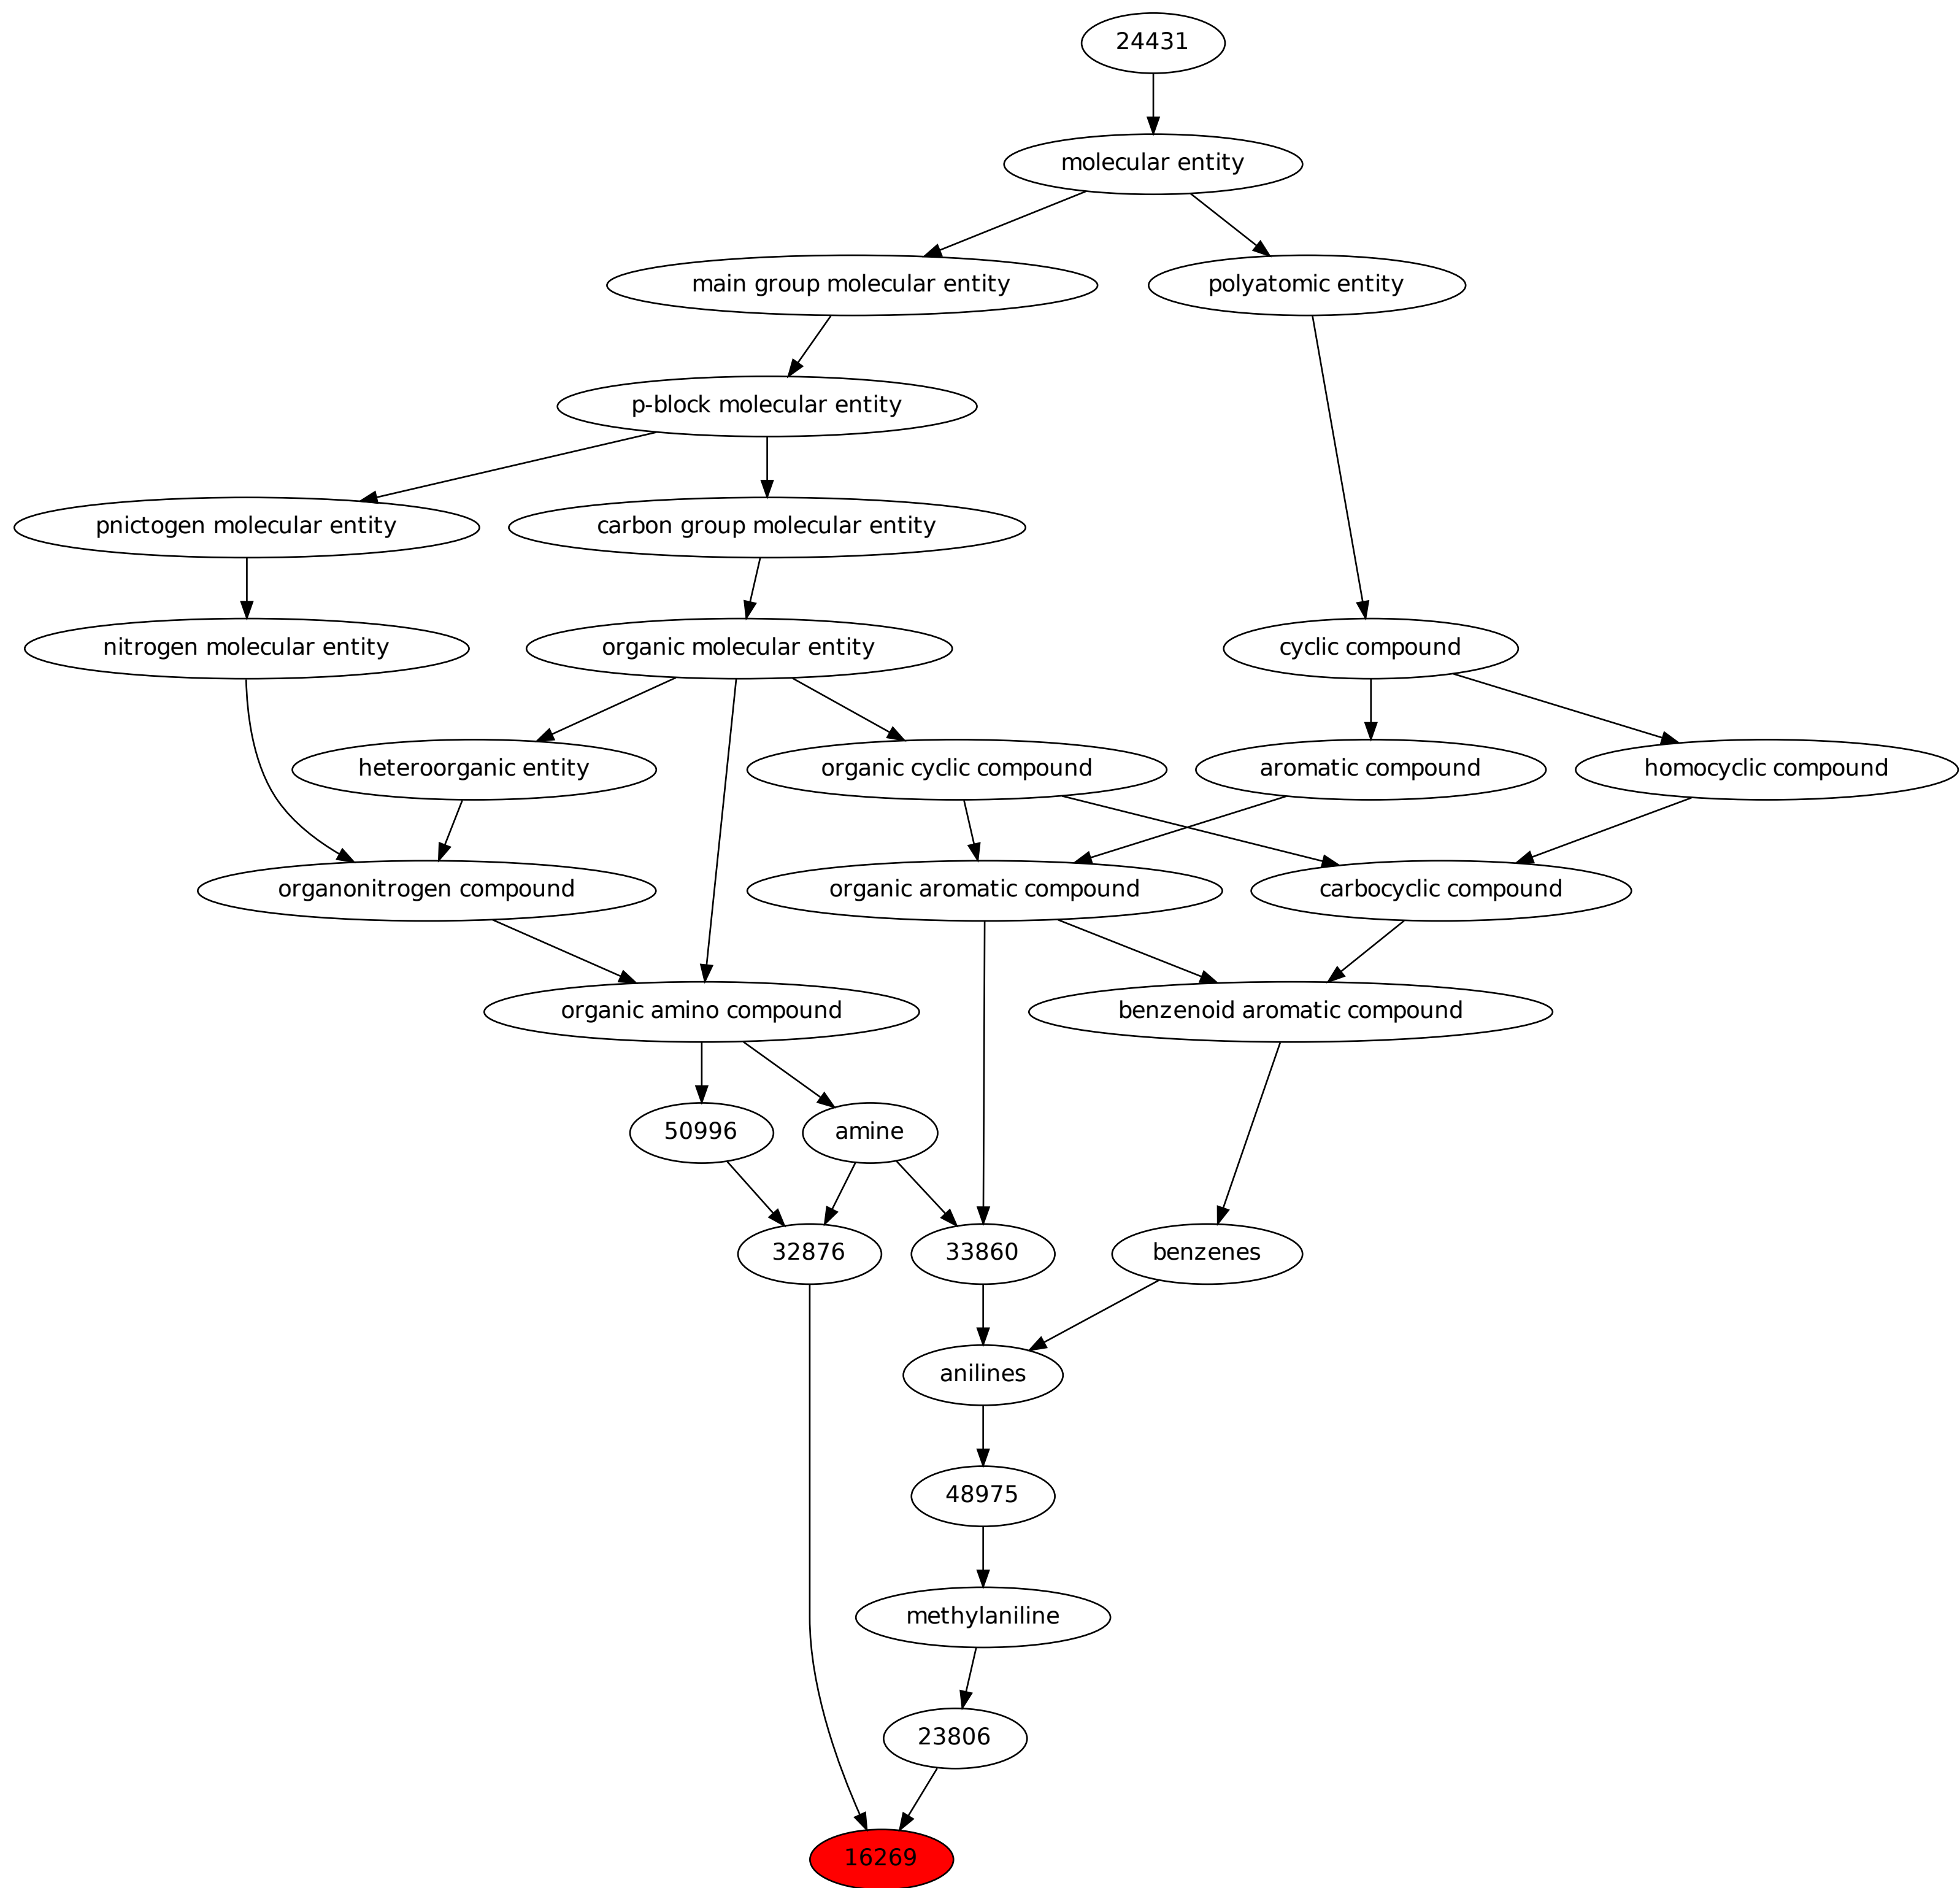 24431
molecular entity
main group molecular entity
polyatomic entity
p-block molecular entity
pnictogen molecular entity
carbon group molecular entity
nitrogen molecular entity
organic molecular entity
cyclic compound
heteroorganic entity
organic cyclic compound
aromatic compound
homocyclic compound
organonitrogen compound
organic aromatic compound
carbocyclic compound
organic amino compound
benzenoid aromatic compound
50996
amine
32876
33860
benzenes
anilines
48975
methylaniline
23806
16269